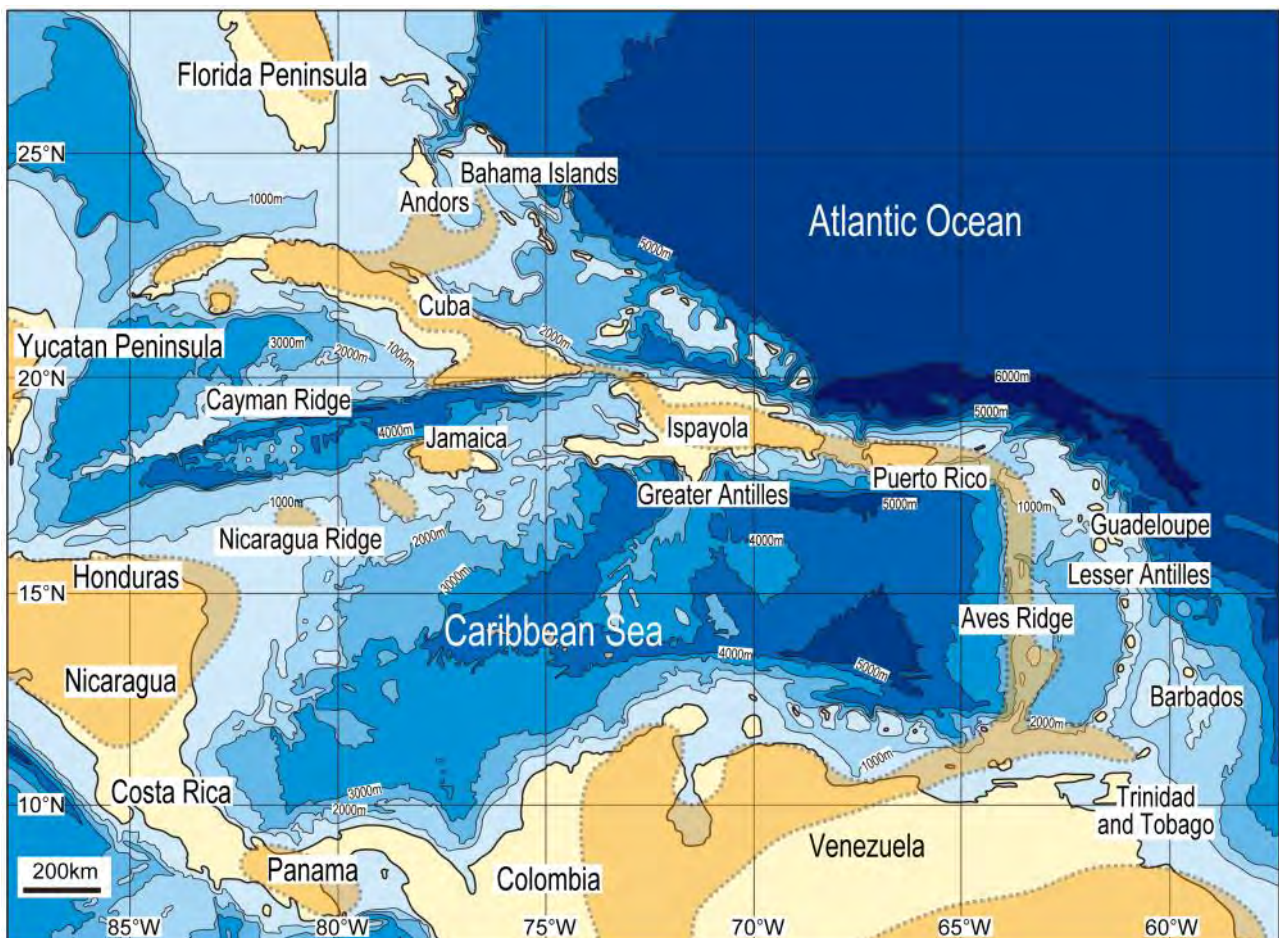 Florida Peninsula
25°N
Bahama Islands
1000m
Andors
Atlantic Ocean
5000m
Cuba
2000m
Yucatan Peninsula
3000m
2000m
1000m
20°N
6000m
Cayman Ridge
5000m
4000m
Jamaica
Ispayola
Puerto Rico
Greater Antilles
1000m
5000m
1000m
Guadeloupe
Nicaragua Ridge
2000m
4000m
Honduras
3000m
Lesser Antilles
15°N
Aves Ridge
Caribbean Sea
4000m
5000m
Nicaragua
Barbados
2000m
1000m
Costa Rica
3000m
10°N
2000m
Trinidad
and Tobago
Venezuela
200km
Panama
Colombia
85°W
80°W
75°W
70°W
65°W
60°W